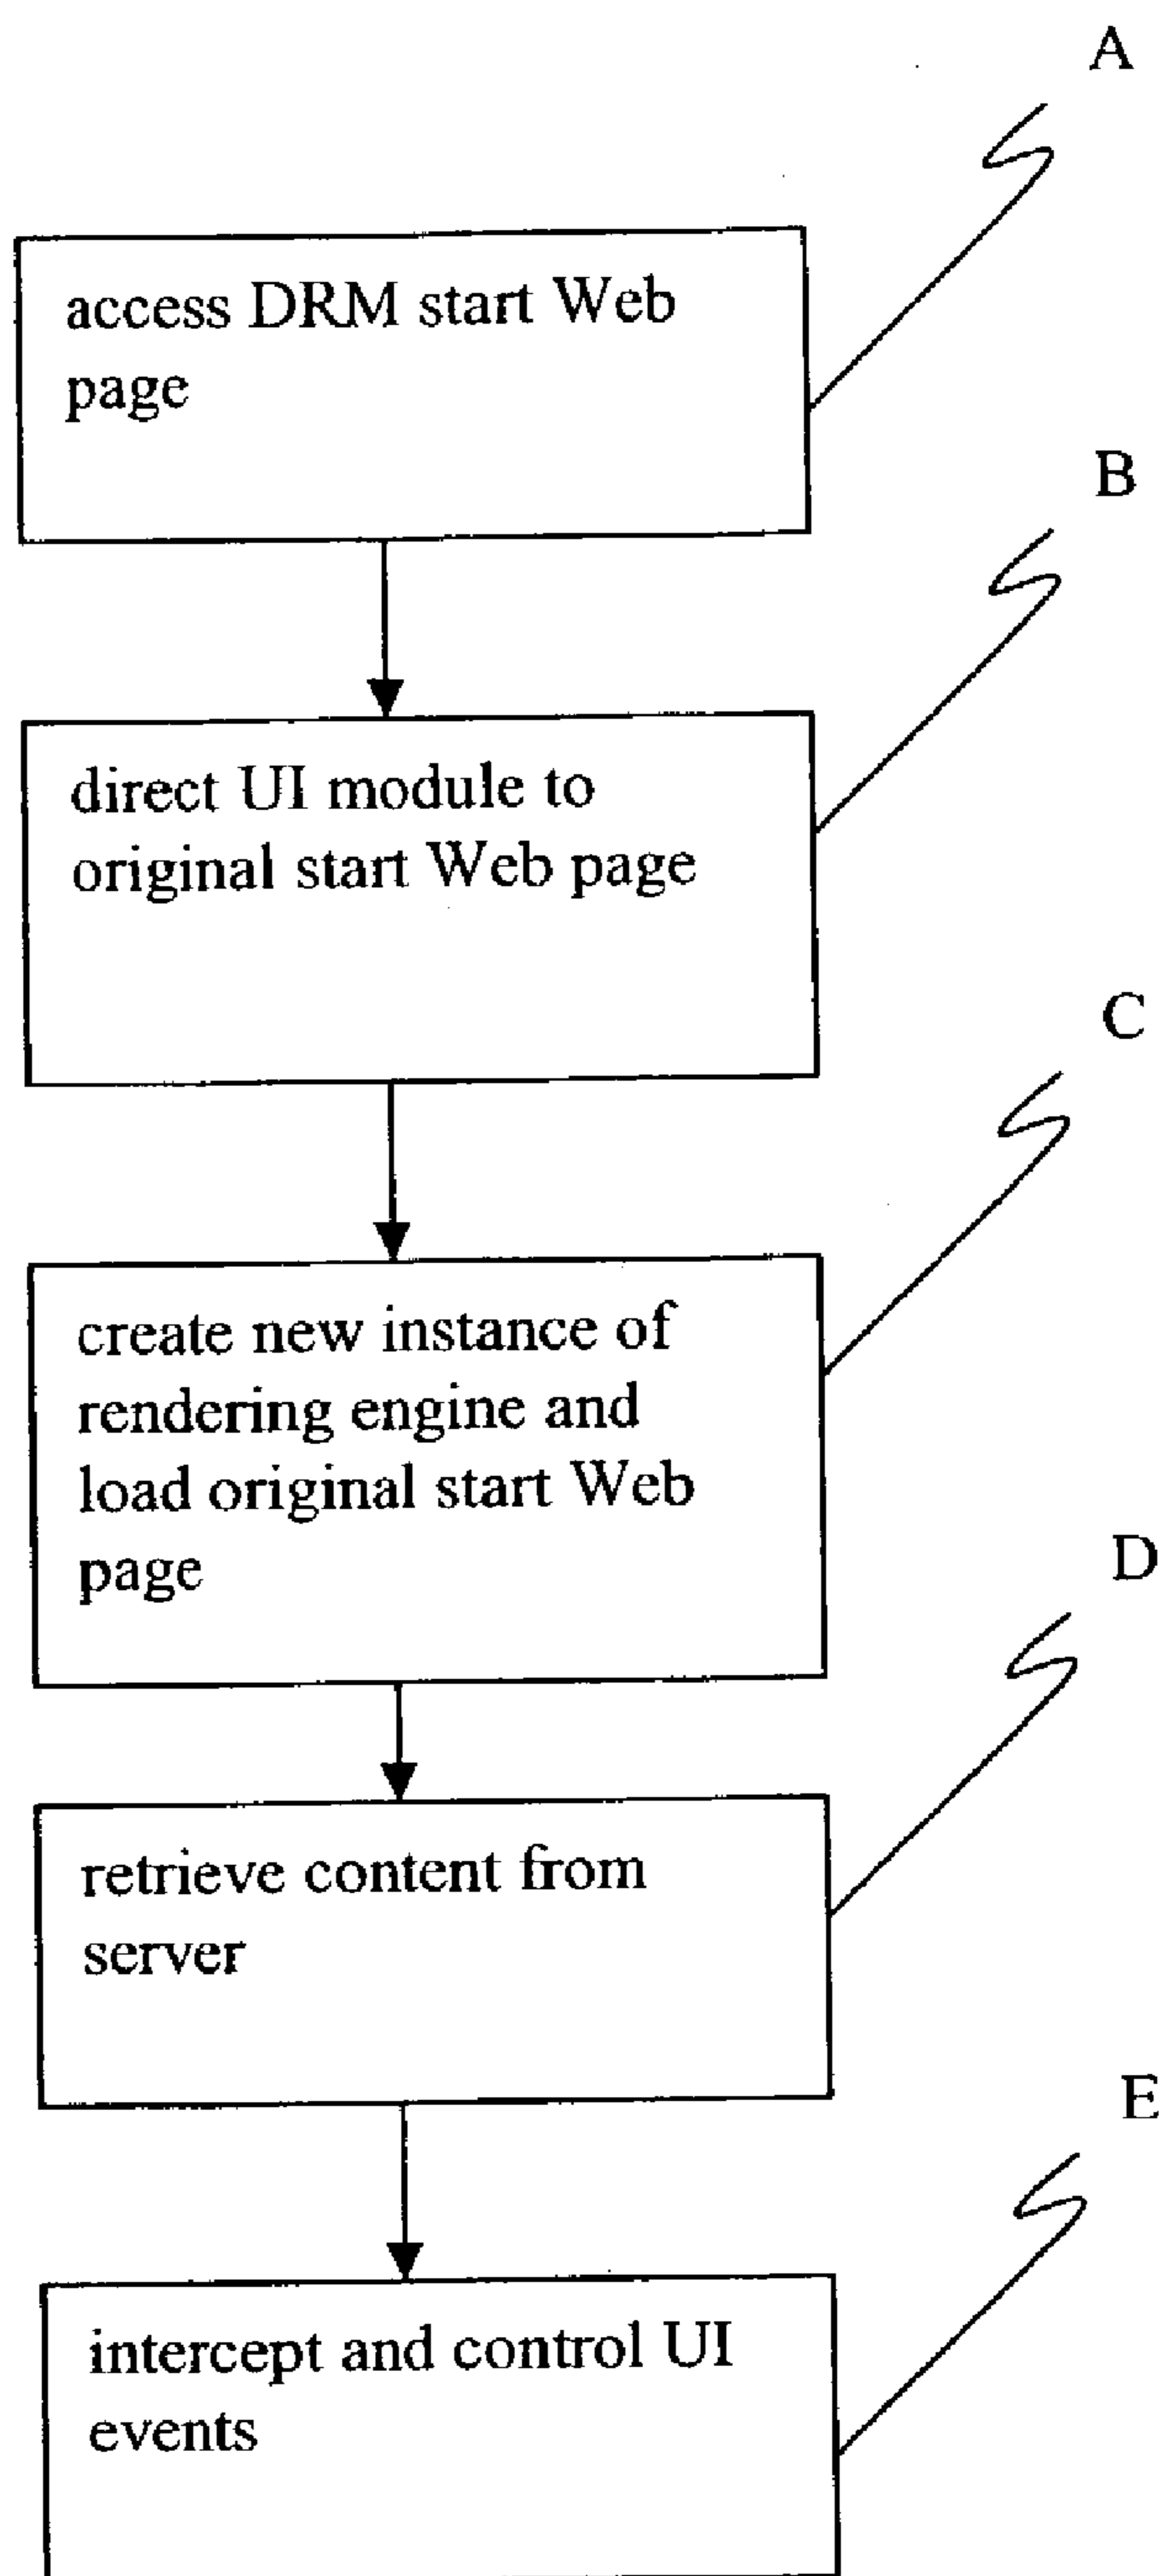 A
access DRM start Web
page
B
direct UI module to
original start Web page
C
create new instance of
rendering engine and
load original start Web
page
D
retrieve content from
server
E
intercept and control UI
events